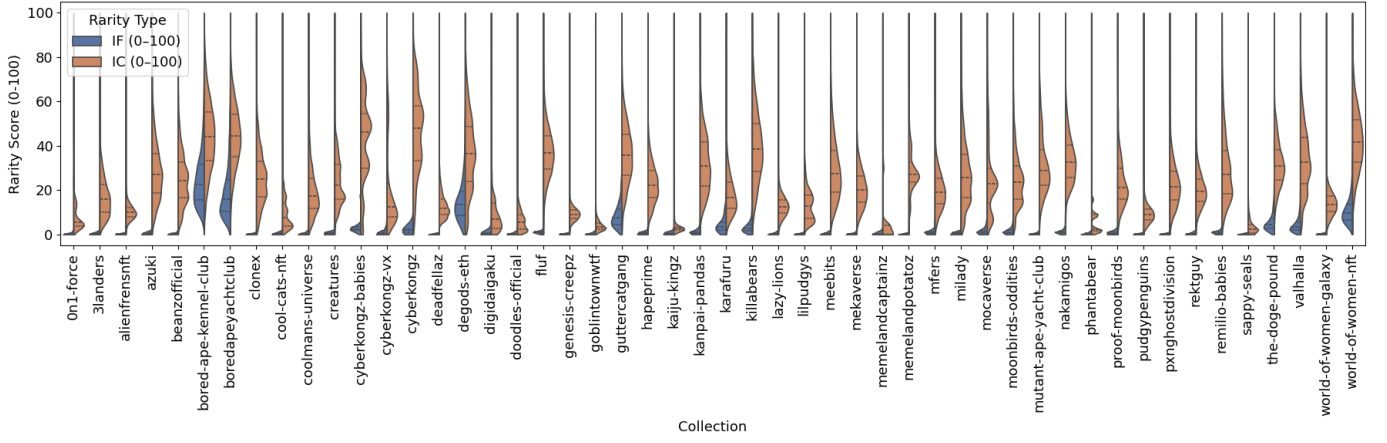 Rarity Score (0-100)
100
80
60
40
20
0
Rarity Type
IF (0–100)
IC (0–100)
0n1-force
3landers
alienfrensnft
azuki
beanzofficial
bored-ape-kennel-club
boredapeyachtclub
clonex
cool-cats-nft
coolmans-universe
creatures
cyberkongz-babies
cyberkongz-vx
cyberkongz
deadfellaz
degods-eth
digidaigaku
doodles-official
fluf
genesis-creepz
goblintownwtf
guttercatgang
hapeprime
kaiju-kingz
kanpai-pandas
karafuru
killabears
lazy-lions
lilpudgys
meebits
mekaverse
memelandcaptainz
memelandpotatoz
mfers
milady
mocaverse
moonbirds-oddities
mutant-ape-yacht-club
nakamigos
phantabear
proof-moonbirds
pudgypenguins
pxnghostdivision
rektguy
remilio-babies
sappy-seals
the-doge-pound
valhalla
world-of-women-galaxy
world-of-women-nft
Collection